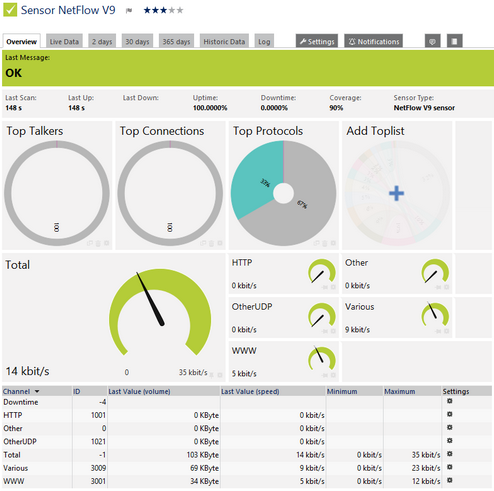 Sensor NetFlow V9
Overview Live Data 2 days 30 days 365 days Historic Data Log Settings Notifications
Last Message:
OK
Last Scan: Last Up: Last Down: Uptime: Downtime: Coverage: Sensor Type:
148 s 148 s 100.0000% 0.0000% 90% NetFlow V9 sensor
Top Talkers Top Connections Top Protocols Add Toplist
100 100 37% 67%
Total HTTP Other
0 kbit/s 0 kbit/s
OtherUDP Various
0 kbit/s 9 kbit/s
WWW
14 kbit/s 0 35 kbit/s 5 kbit/s
Channel ID Last Value (volume) Last Value (speed) Minimum Maximum Settings
Downtime -4
HTTP 1001 0 KByte 0 kbit/s
Other 0 0 KByte 0 kbit/s
OtherUDP 1021 0 KByte 0 kbit/s
Total -1 103 KByte 14 kbit/s 0 kbit/s 35 kbit/s
Various 3009 69 KByte 9 kbit/s 0 kbit/s 23 kbit/s
WWW 3001 34 KByte 5 kbit/s 0 kbit/s 12 kbit/s